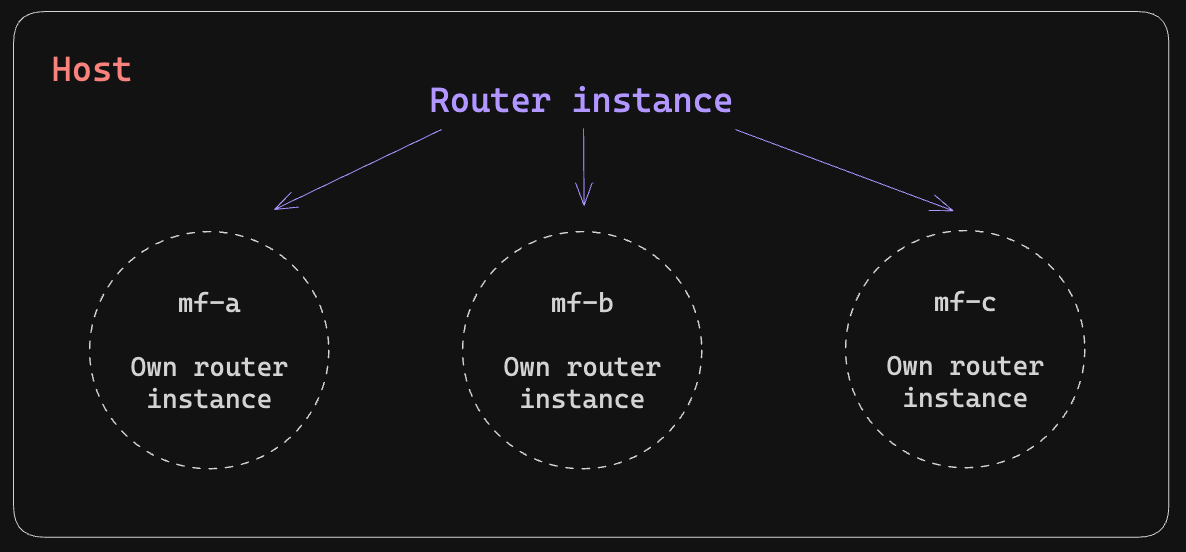 Host
Router instance
mf-a
Own router
instance
mf-b
Own router
instance
mf-c
Own router
instance